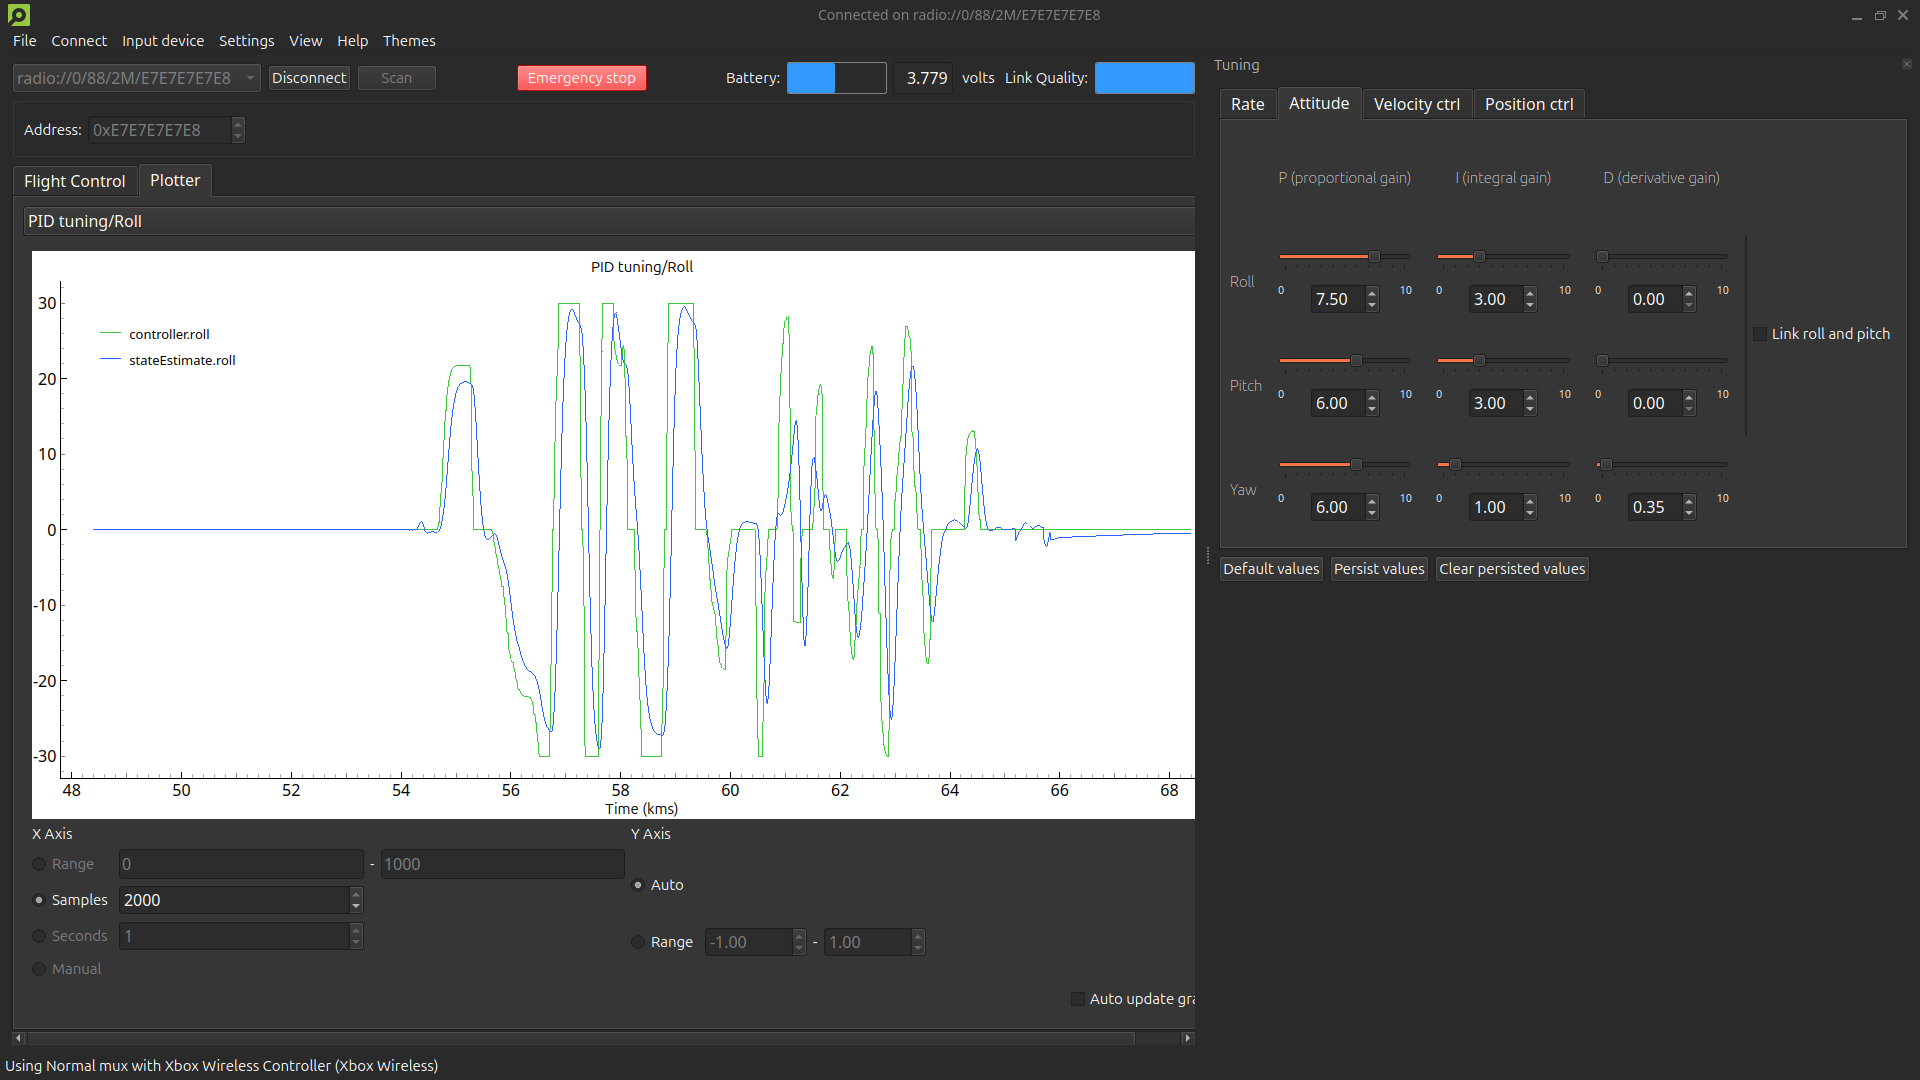 Connected on radio://0/88/2M/E7E7E7E7E8
File Connect Input device Settings View Help Themes
radio://0/88/2M/E7E7E7E7E8 Disconnect Scan Emergency stop Battery: 3.779 volts Link Quality:
Address: 0xE7E7E7E7E8
Flight Control Plotter
PID tuning/Roll
PID tuning/Roll
controller.roll
stateEstimate.roll
30
20
10
0
-10
-20
-30
48 50 52 54 56 58 60 62 64 66 68
Time (kms)
X Axis
Range 0 - 1000
Samples 2000
Seconds 1
Manual
Y Axis
Auto
Range -1.00 - 1.00
Auto update gra
Using Normal mux with Xbox Wireless Controller (Xbox Wireless)
Tuning
Rate Attitude Velocity ctrl Position ctrl
P (proportional gain) I (integral gain) D (derivative gain)
Roll 0 7.50 10 0 3.00 10 0 0.00 10
Pitch 0 6.00 10 0 3.00 10 0 0.00 10
Yaw 0 6.00 10 0 1.00 10 0 0.35 10
Link roll and pitch
Default values Persist values Clear persisted values